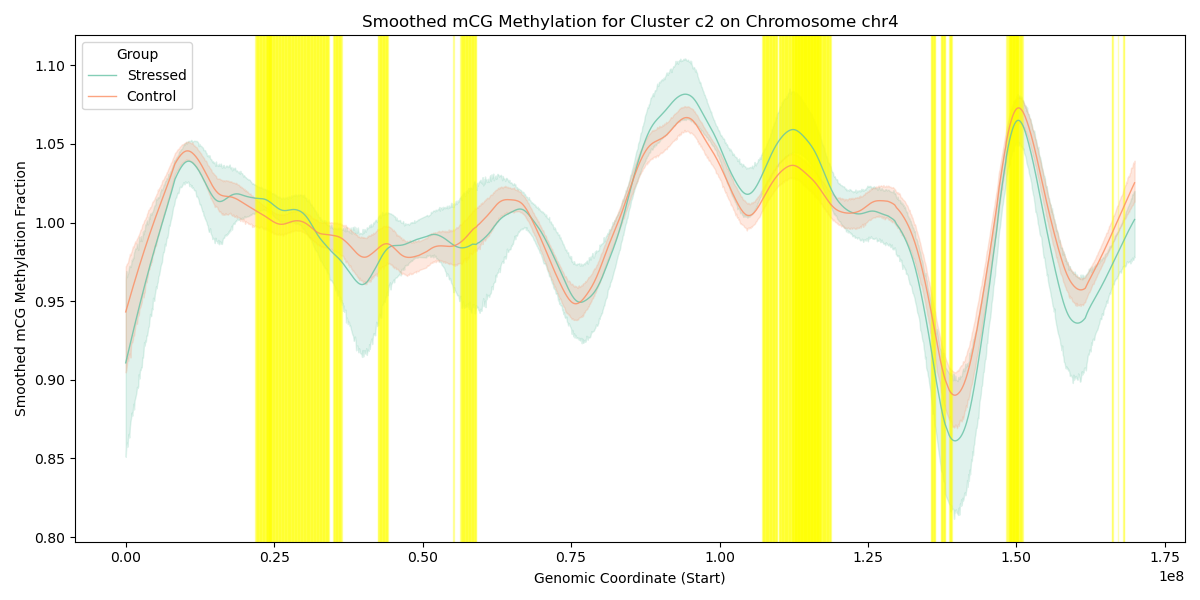 Smoothed mCG Methylation for Cluster c2 on Chromosome chr4
Group
Stressed
Control
Smoothed mCG Methylation Fraction
1.10
1.05
1.00
0.95
0.90
0.85
0.80
0.00
0.25
0.50
0.75
1.00
1.25
1.50
1.75
1e8
Genomic Coordinate (Start)